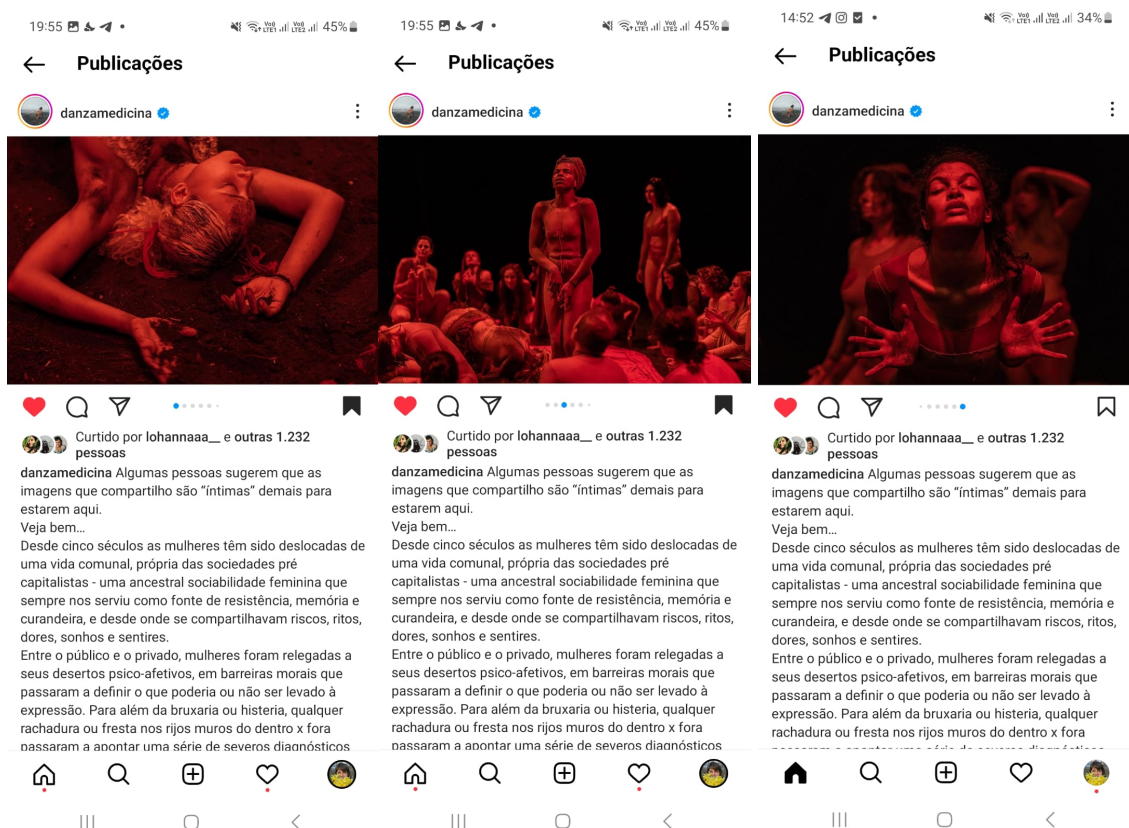 19:55
45%
Publicações
danzamedicina
Curtido por lohannaaa__ e outras 1.232
pessoas
danzamedicina Algumas pessoas sugerem que as
imagens que compartilho são “íntimas” demais para
estarem aqui.
Veja bem...
Desde cinco séculos as mulheres têm sido deslocadas de
uma vida comunal, própria das sociedades pré
capitalistas - uma ancestral sociabilidade feminina que
sempre nos serviu como fonte de resistência, memória e
curandeira, e desde onde se compartilhavam riscos, ritos,
dores, sonhos e sentires.
Entre o público e o privado, mulheres foram relegadas a
seus desertos psico-afetivos, em barreiras morais que
passaram a definir o que poderia ou não ser levado à
expressão. Para além da bruxaria ou histeria, qualquer
rachadura ou fresta nos rijos muros do dentro x fora
passaram a apontar uma série de severos diagnósticos
19:55
45%
Publicações
danzamedicina
Curtido por lohannaaa__ e outras 1.232
pessoas
danzamedicina Algumas pessoas sugerem que as
imagens que compartilho são “íntimas” demais para
estarem aqui.
Veja bem...
Desde cinco séculos as mulheres têm sido deslocadas de
uma vida comunal, própria das sociedades pré
capitalistas - uma ancestral sociabilidade feminina que
sempre nos serviu como fonte de resistência, memória e
curandeira, e desde onde se compartilhavam riscos, ritos,
dores, sonhos e sentires.
Entre o público e o privado, mulheres foram relegadas a
seus desertos psico-afetivos, em barreiras morais que
passaram a definir o que poderia ou não ser levado à
expressão. Para além da bruxaria ou histeria, qualquer
rachadura ou fresta nos rijos muros do dentro x fora
passaram a apontar uma série de severos diagnósticos
14:52
34%
Publicações
danzamedicina
Curtido por lohannaaa__ e outras 1.232
pessoas
danzamedicina Algumas pessoas sugerem que as
imagens que compartilho são “íntimas” demais para
estarem aqui.
Veja bem...
Desde cinco séculos as mulheres têm sido deslocadas de
uma vida comunal, própria das sociedades pré
capitalistas - uma ancestral sociabilidade feminina que
sempre nos serviu como fonte de resistência, memória e
curandeira, e desde onde se compartilhavam riscos, ritos,
dores, sonhos e sentires.
Entre o público e o privado, mulheres foram relegadas a
seus desertos psico-afetivos, em barreiras morais que
passaram a definir o que poderia ou não ser levado à
expressão. Para além da bruxaria ou histeria, qualquer
rachadura ou fresta nos rijos muros do dentro x fora